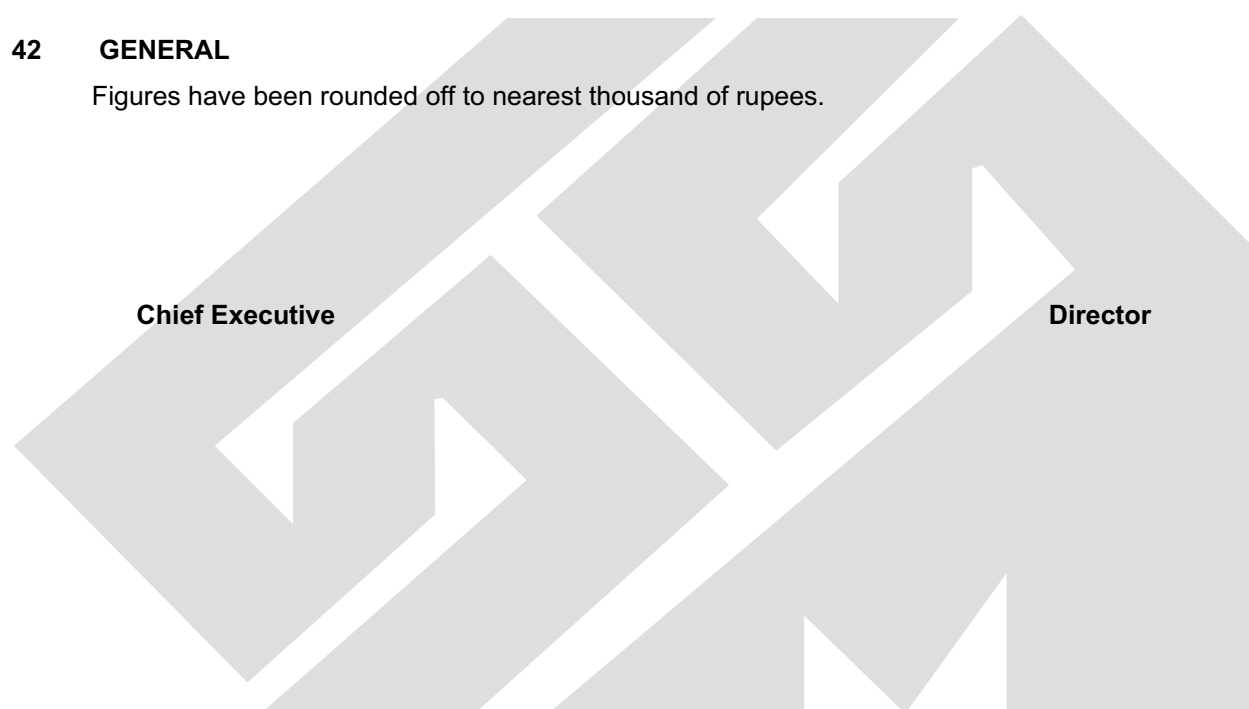 42 GENERAL
Figures have been rounded off to nearest thousand of rupees.
Chief Executive Director